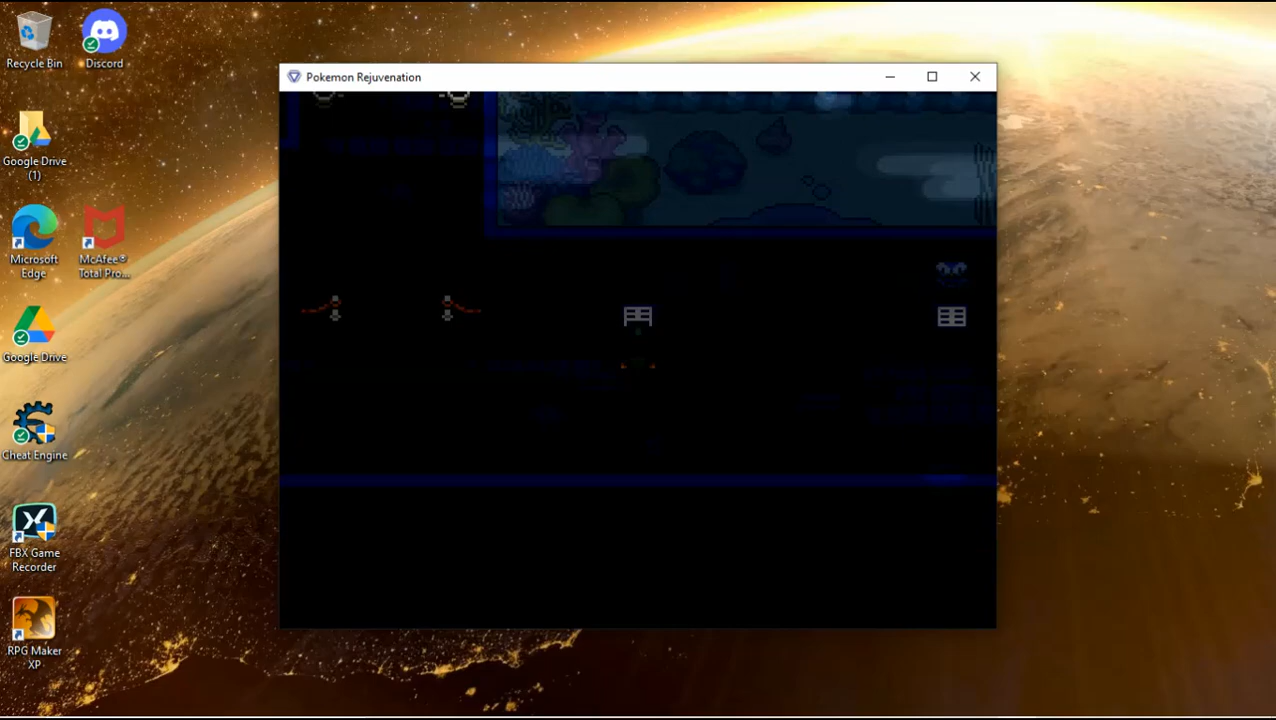 Recycle Bin
Discord
Pokemon Rejuvenation
Google Drive
(1)
Microsoft
Edge
McAfee®
Total Pro...
Google Drive
Cheat Engine
FBX Game
Recorder
RPG Maker
XP